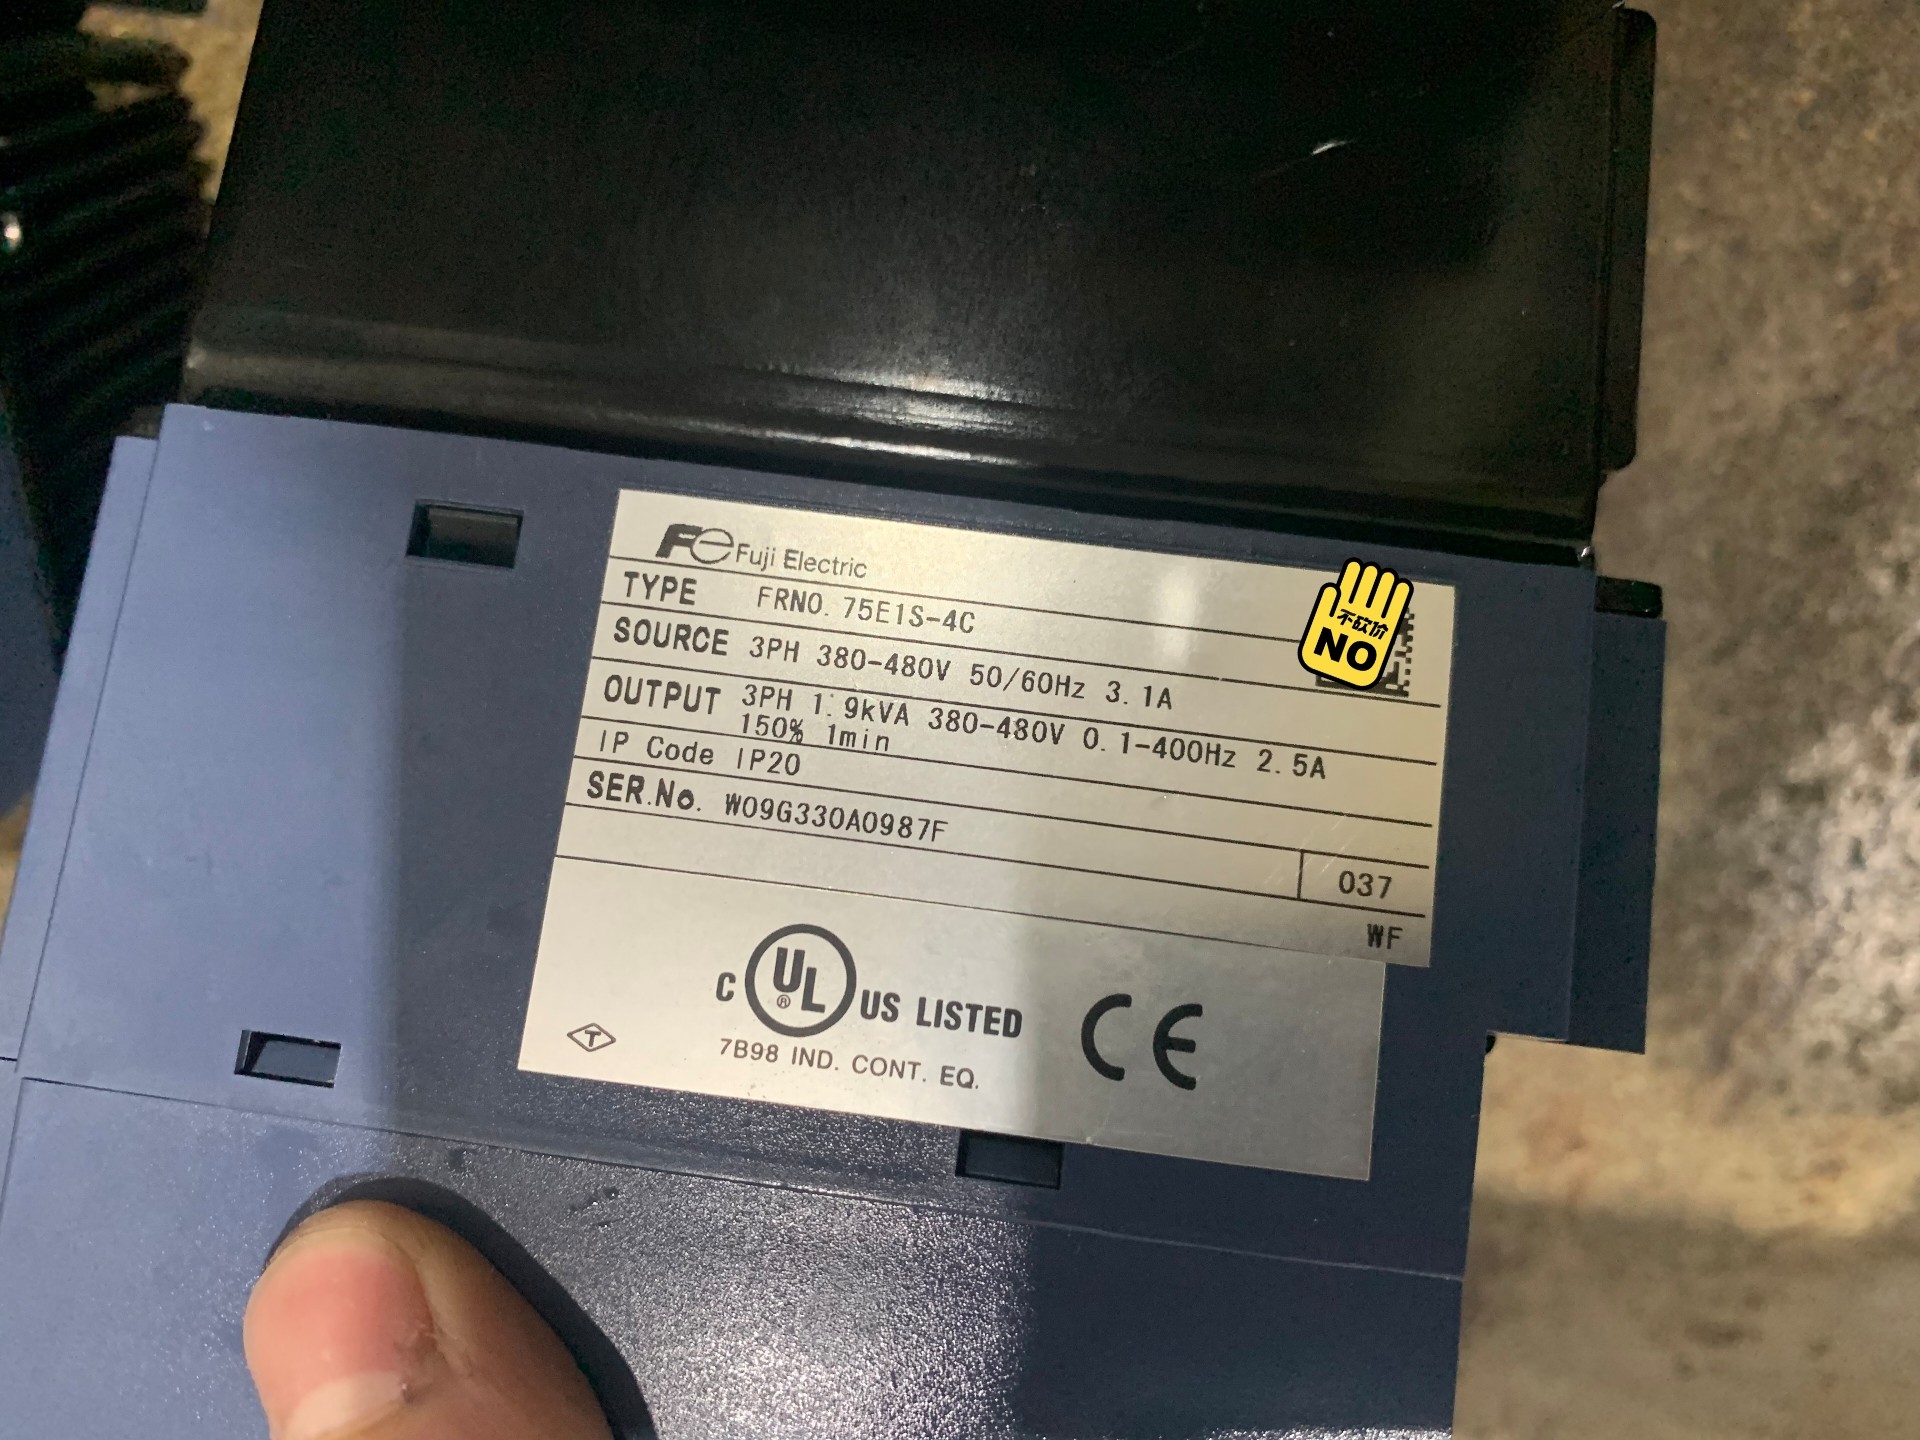 Fe Fuji Electric
TYPE FRN0.75E1S-4C
SOURCE 3PH 380-480V 50/60Hz 3.1A
OUTPUT 3PH 1.9kVA 380-480V 0.1-400Hz 2.5A
150% 1min
IP Code IP20
SER.No. W09G330A0987F
037
WF
不砍价
NO
C UL ® US LISTED
CE
T
7B98 IND. CONT. EQ.